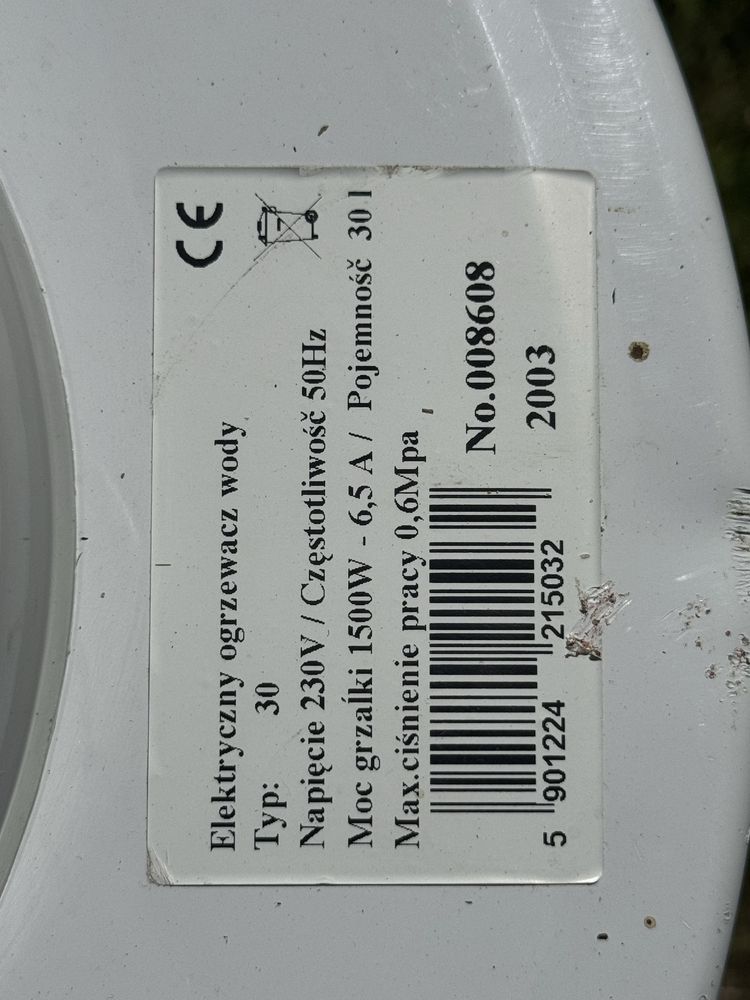 CE
Elektryczny ogrzewacz wody
Typ: 30
Napięcie 230V / Częstotliwość 50Hz
Moc grzałki 1500W - 6,5 A / Pojemność 30 l
Max.ciśnienie pracy 0,6Mpa
No.008608
2003
5 901224 215032